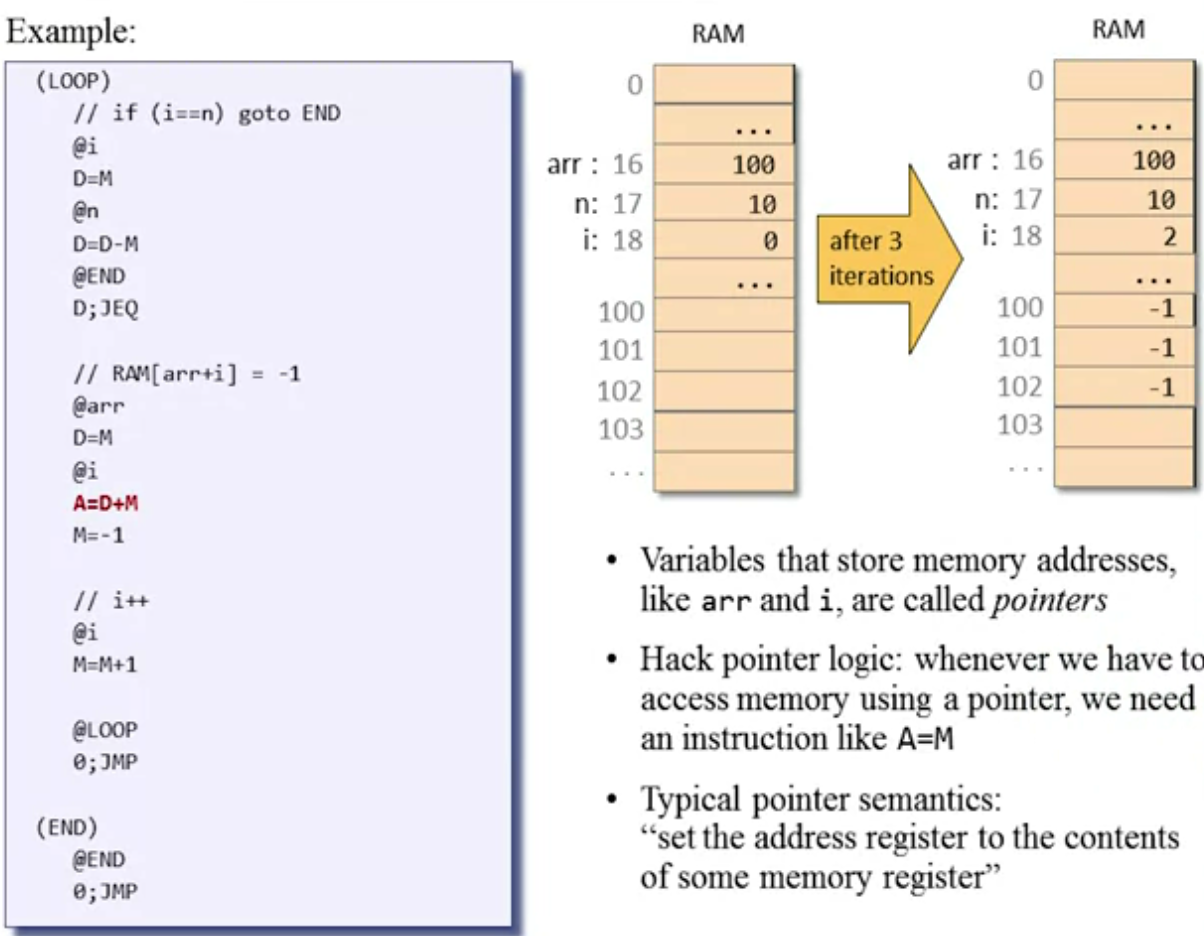 Example:
(LOOP)
// if (i==n) goto END
@i
D=M
@n
D=D-M
@END
D;JEQ
// RAM[arr+i] = -1
@arr
D=M
@i
A=D+M
M=-1
// i++
@i
M=M+1
@LOOP
0;JMP
(END)
@END
0;JMP
RAM
0
...
arr : 16 100
n: 17 10
i: 18 0
...
100
101
102
103
...
after 3
iterations
RAM
0
...
arr : 16 100
n: 17 10
i: 18 2
...
100 -1
101 -1
102 -1
103
...
• Variables that store memory addresses,
like arr and i, are called pointers
• Hack pointer logic: whenever we have to
access memory using a pointer, we need
an instruction like A=M
• Typical pointer semantics:
“set the address register to the contents
of some memory register”